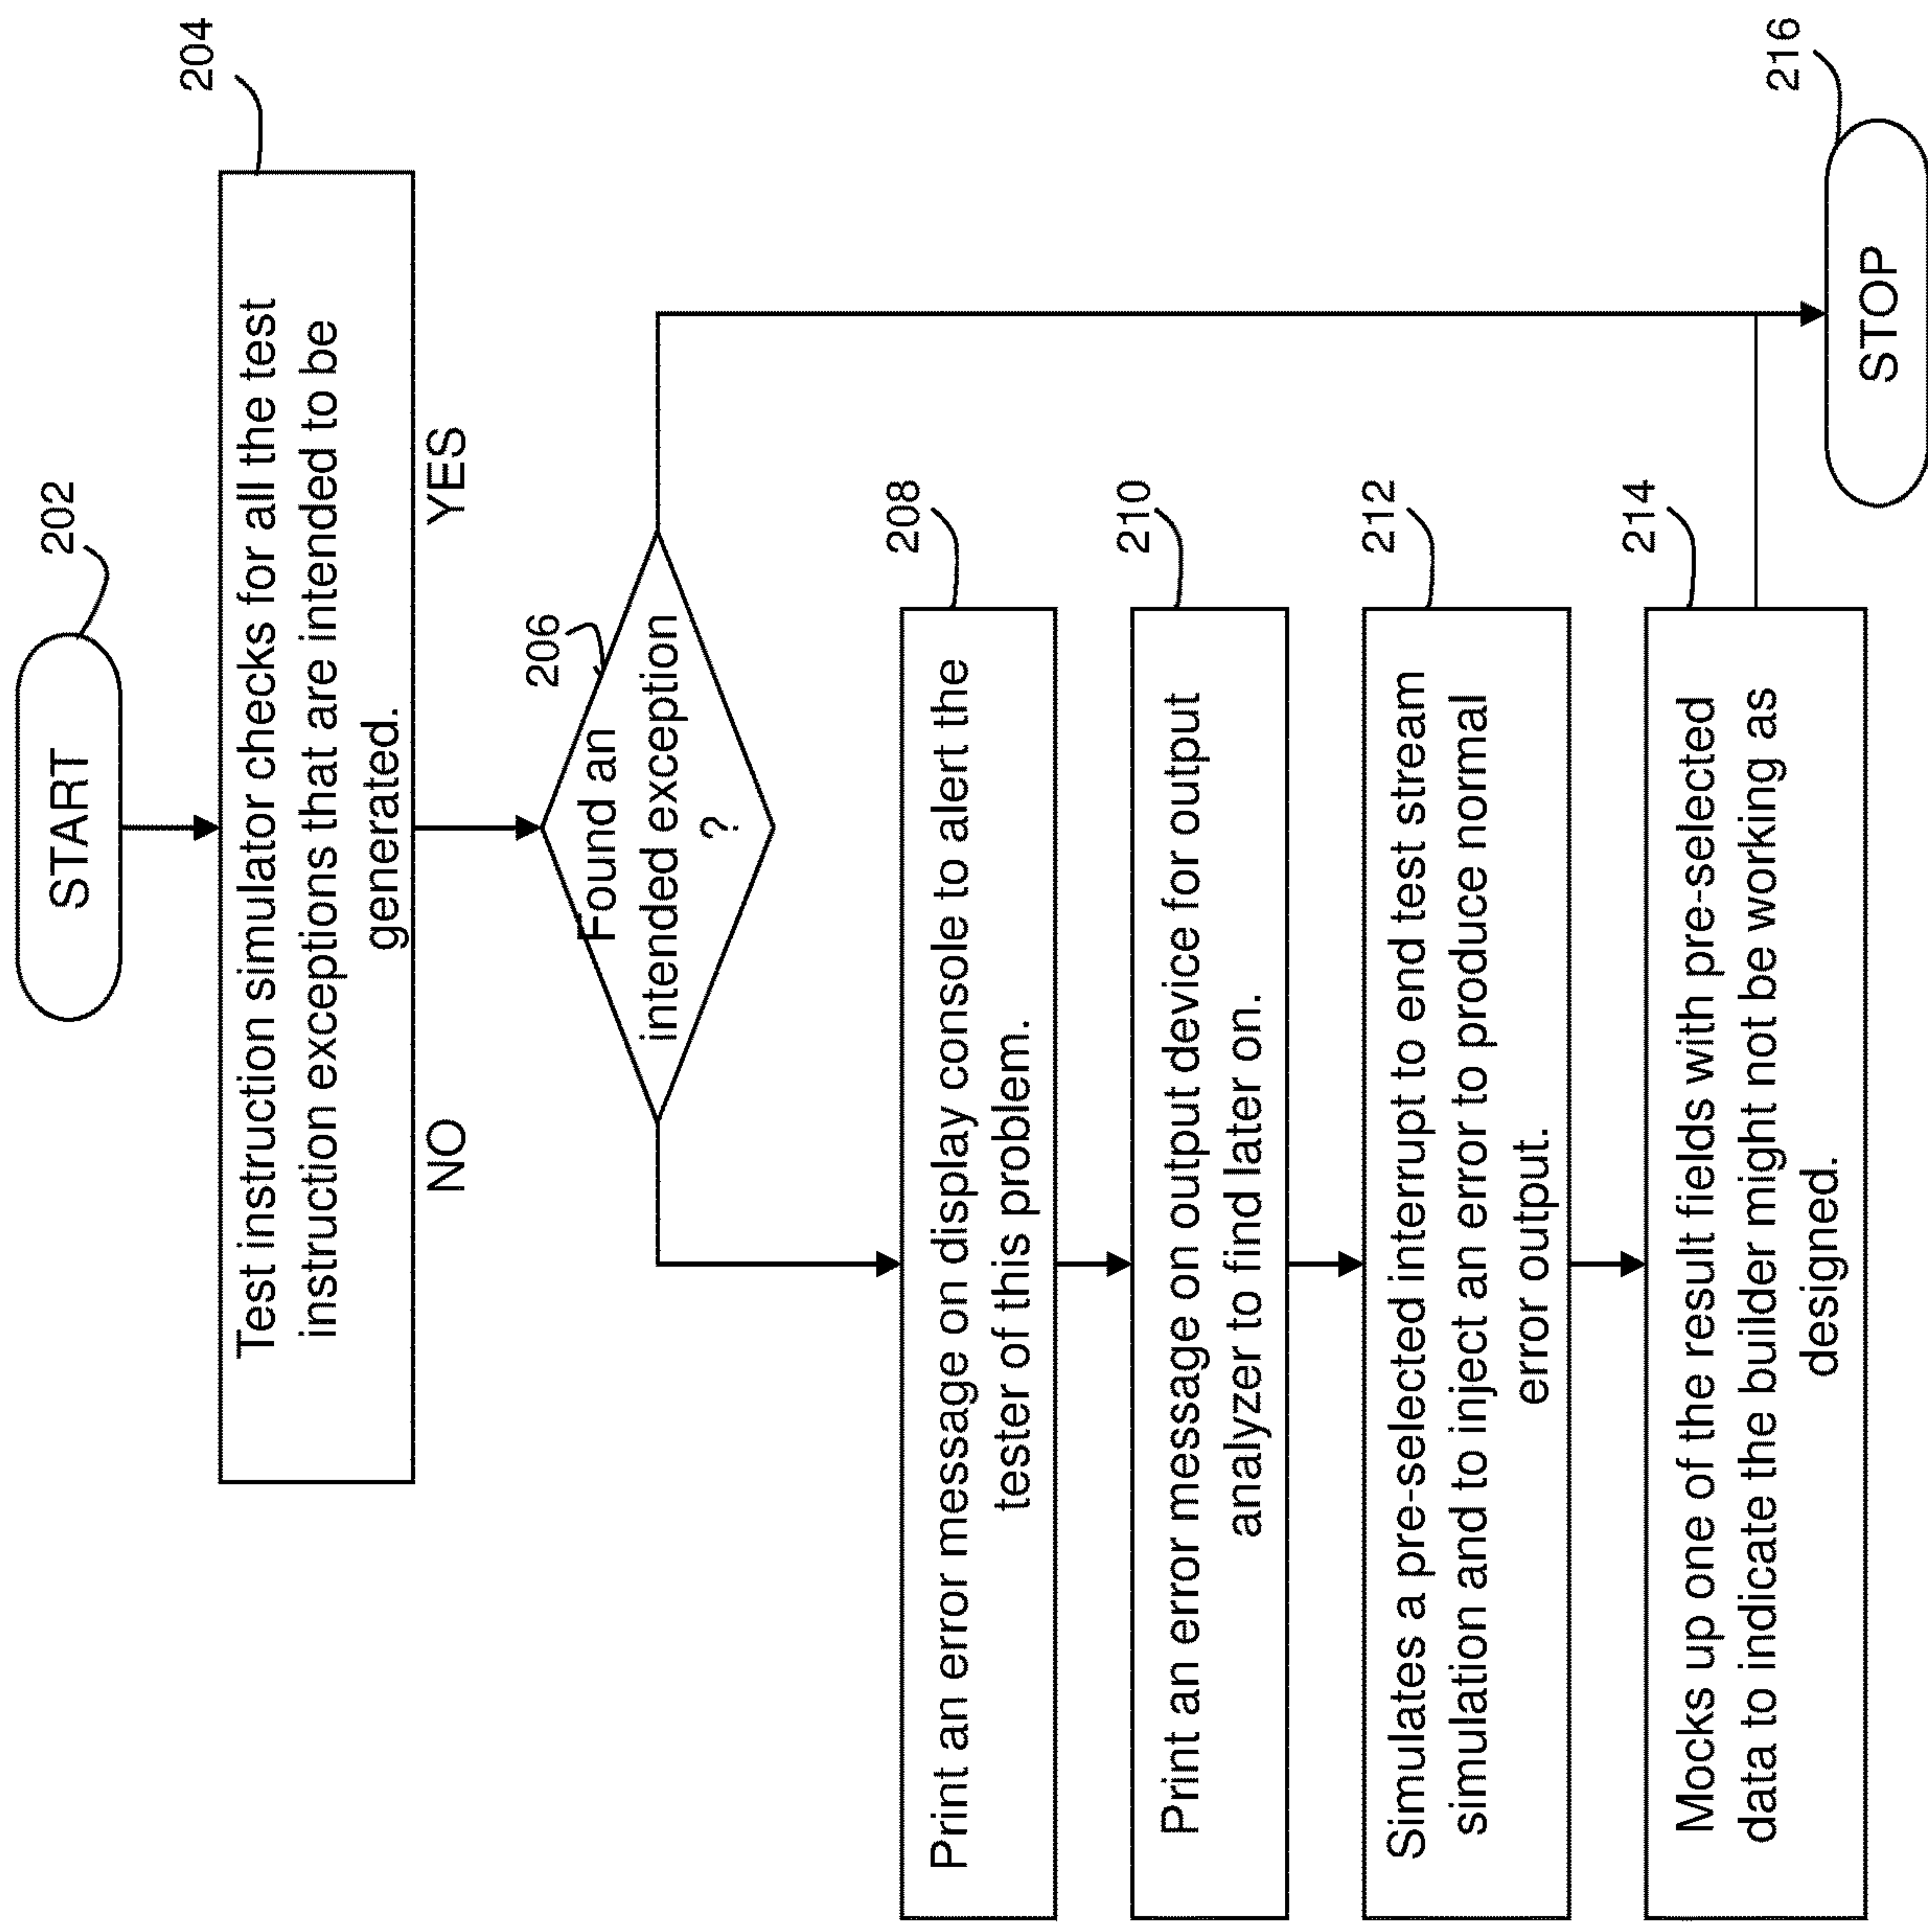 START
202
204
Test instruction simulator checks for all the test
instruction exceptions that are intended to be
generated.
NO
YES
206
Found an
intended exception
?
208
Print an error message on display console to alert the
tester of this problem.
210
Print an error message on output device for output
analyzer to find later on.
212
Simulates a pre-selected interrupt to end test stream
simulation and to inject an error to produce normal
error output.
214
Mocks up one of the result fields with pre-selected
data to indicate the builder might not be working as
designed.
216
STOP